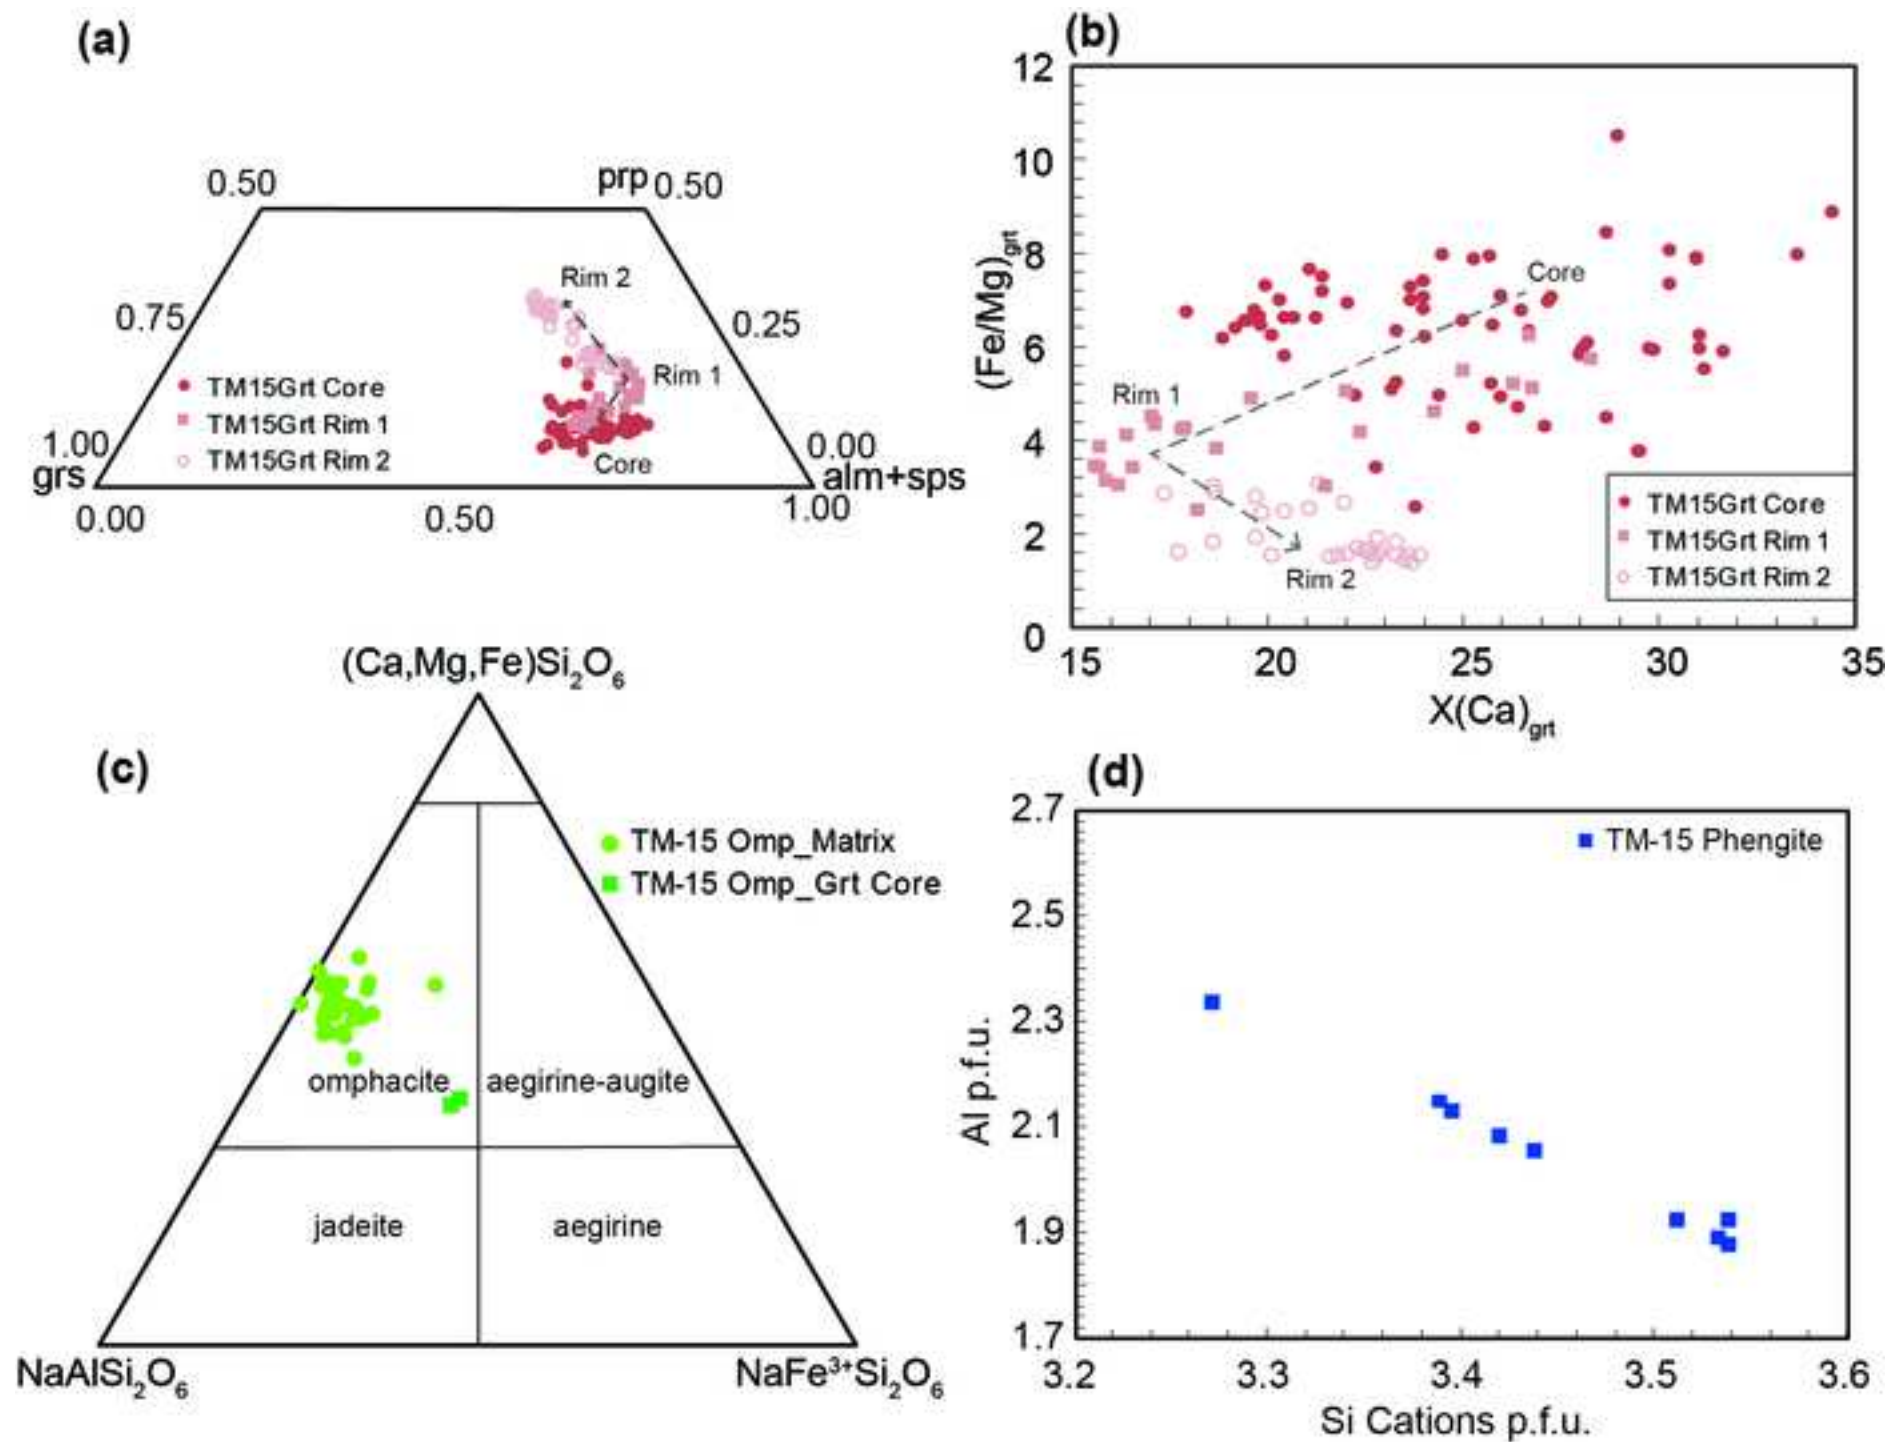 (a)
0.50
prp 0.50
Rim 2
0.75
0.25
Rim 1
TM15Grt Core
TM15Grt Rim 1
TM15Grt Rim 2
1.00
0.00
Core
grs
alm+sps
0.00
0.50
1.00
(b)
12
10
8
6
4
2
0
(Fe/Mg)grt
Core
Rim 1
Rim 2
TM15Grt Core
TM15Grt Rim 1
TM15Grt Rim 2
15
20
25
30
35
X(Ca)grt
(c)
(Ca,Mg,Fe)Si₂O₆
TM-15 Omp_Matrix
TM-15 Omp_Grt Core
omphacite
aegirine-augite
jadeite
aegirine
NaAlSi₂O₆
NaFe³⁺Si₂O₆
(d)
2.7
2.5
2.3
2.1
1.9
1.7
Al p.f.u.
TM-15 Phengite
3.2
3.3
3.4
3.5
3.6
Si Cations p.f.u.